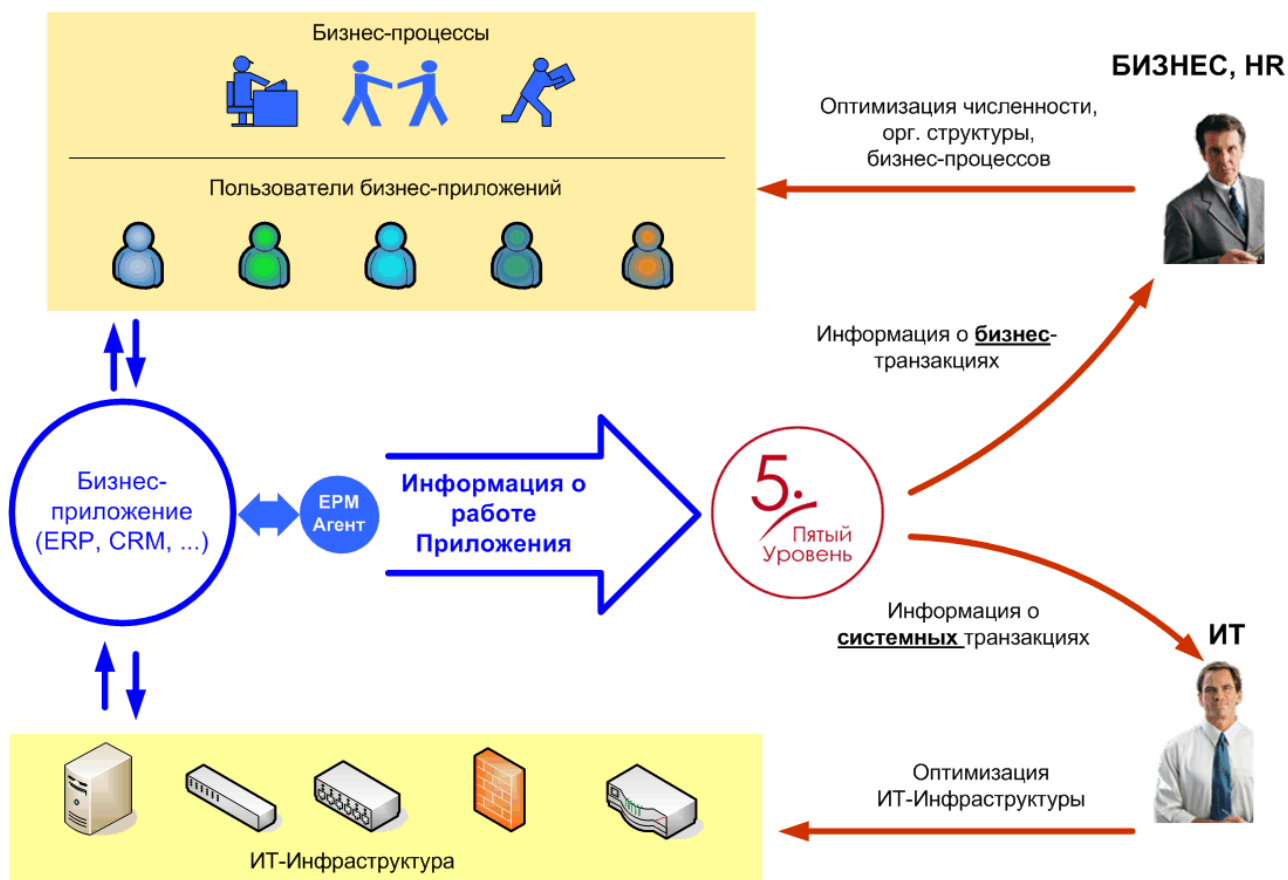 Бизнес-процессы
БИЗНЕС, HR
Оптимизация численности,
орг. структуры,
бизнес-процессов
Пользователи бизнес-приложений
Информация о бизнес-
транзакциях
Бизнес-
приложение
(ERP, CRM, ...)
EPM
Агент
Информация о
работе
Приложения
5.
Пятый
Уровень
Информация о
системных транзакциях
ИТ
Оптимизация
ИТ-Инфраструктуры
ИТ-Инфраструктура